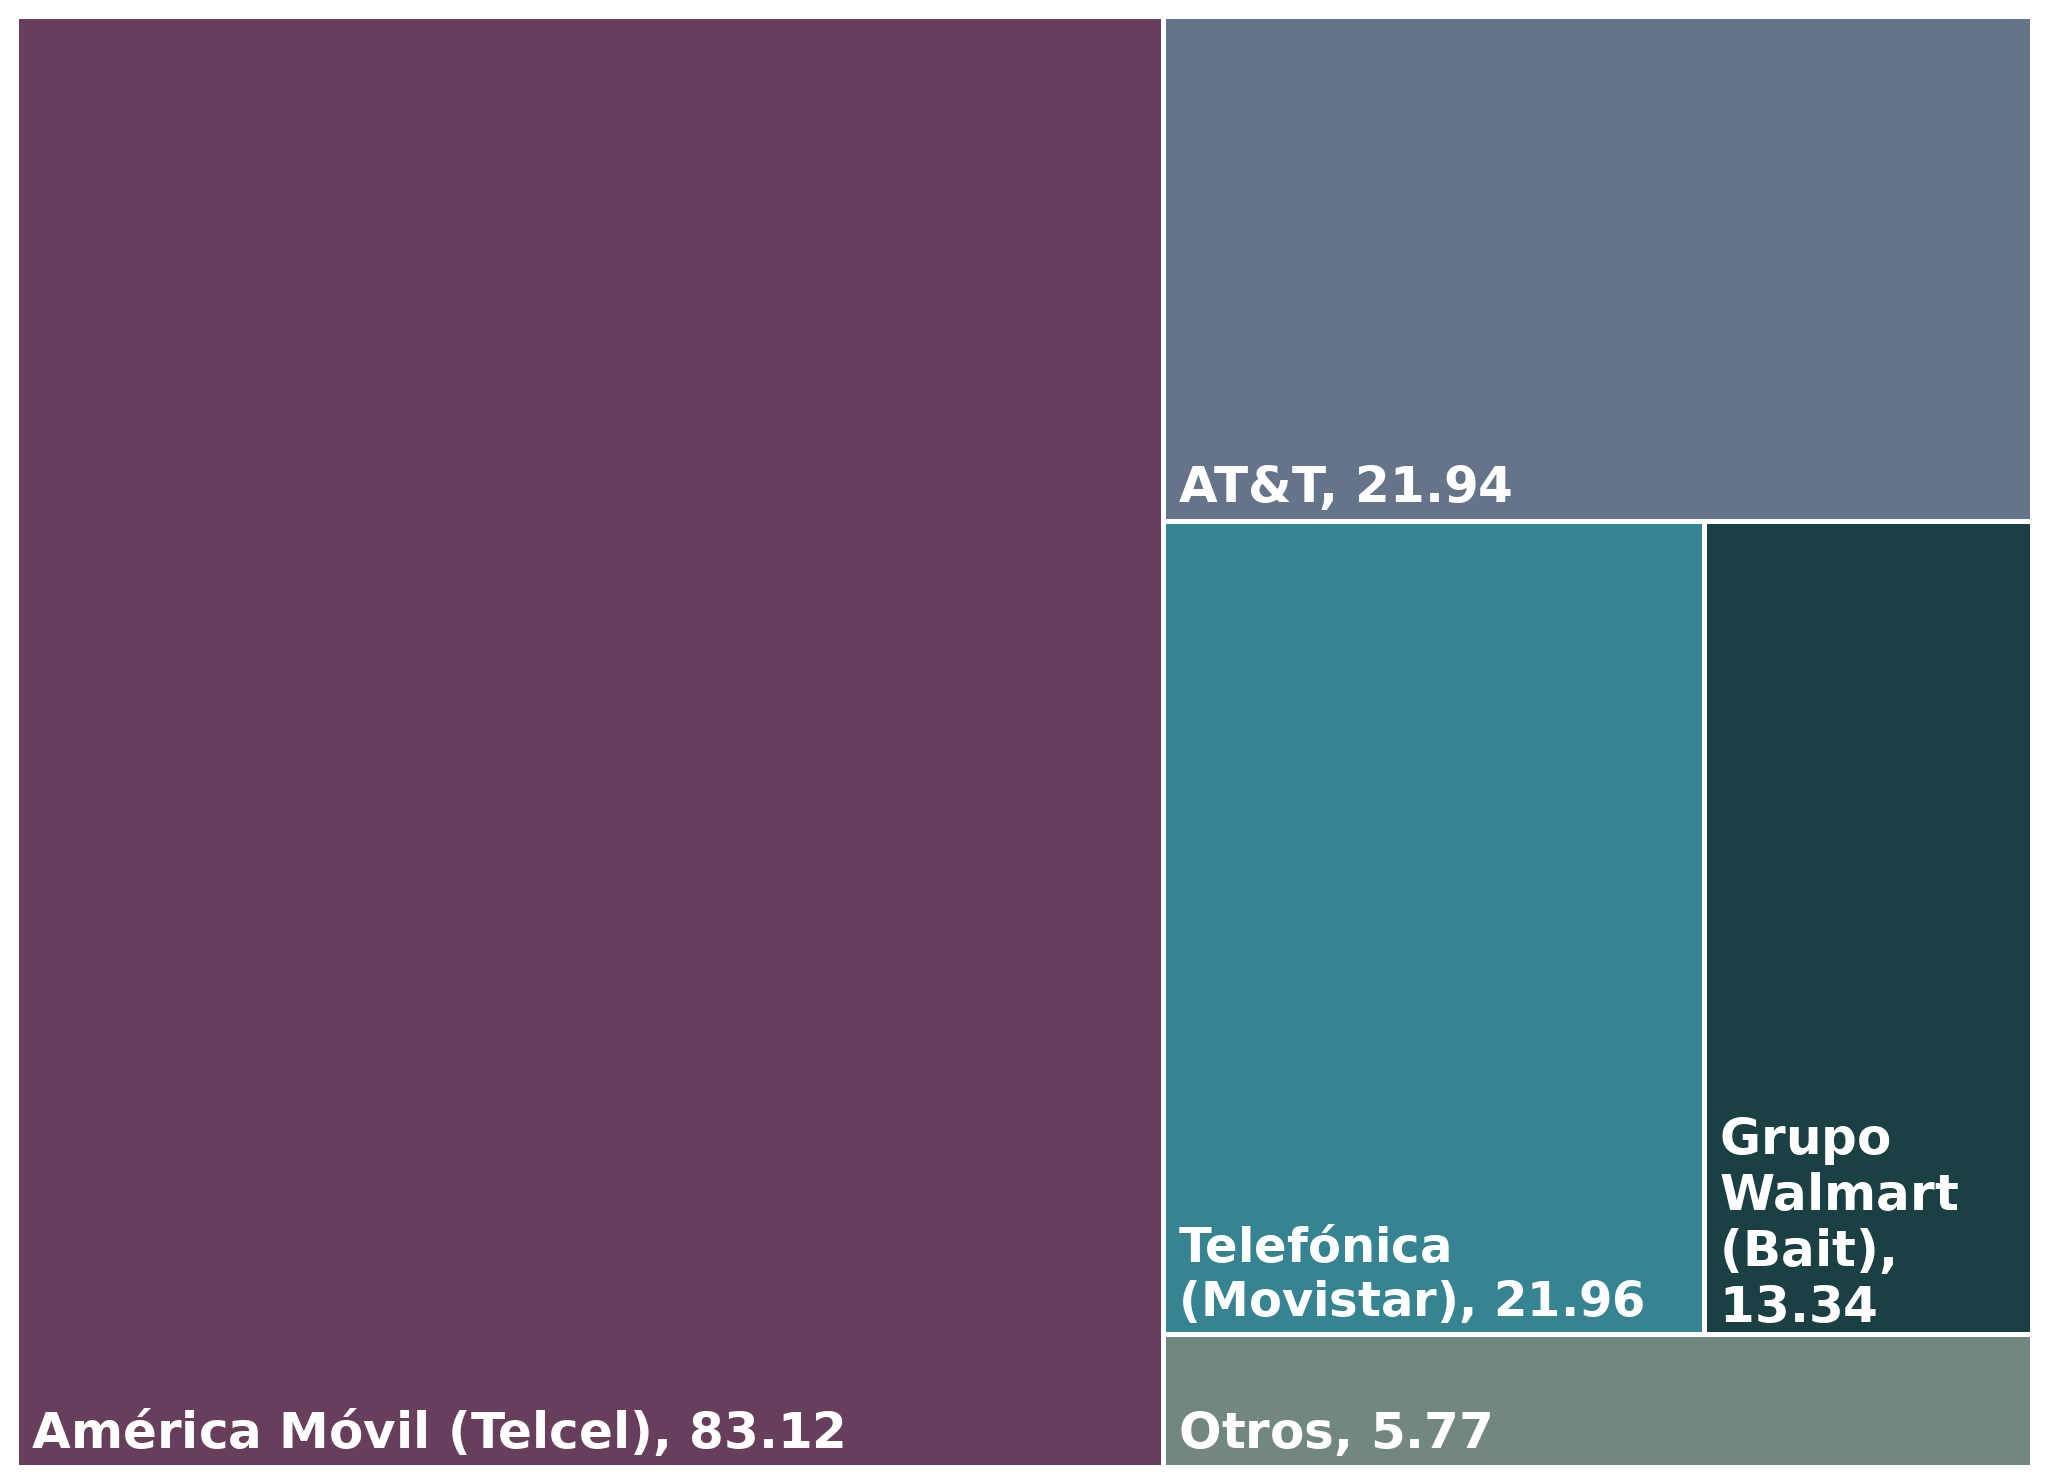 América Móvil (Telcel), 83.12
AT&T, 21.94
Telefónica
(Movistar), 21.96
Grupo
Walmart
(Bait),
13.34
Otros, 5.77